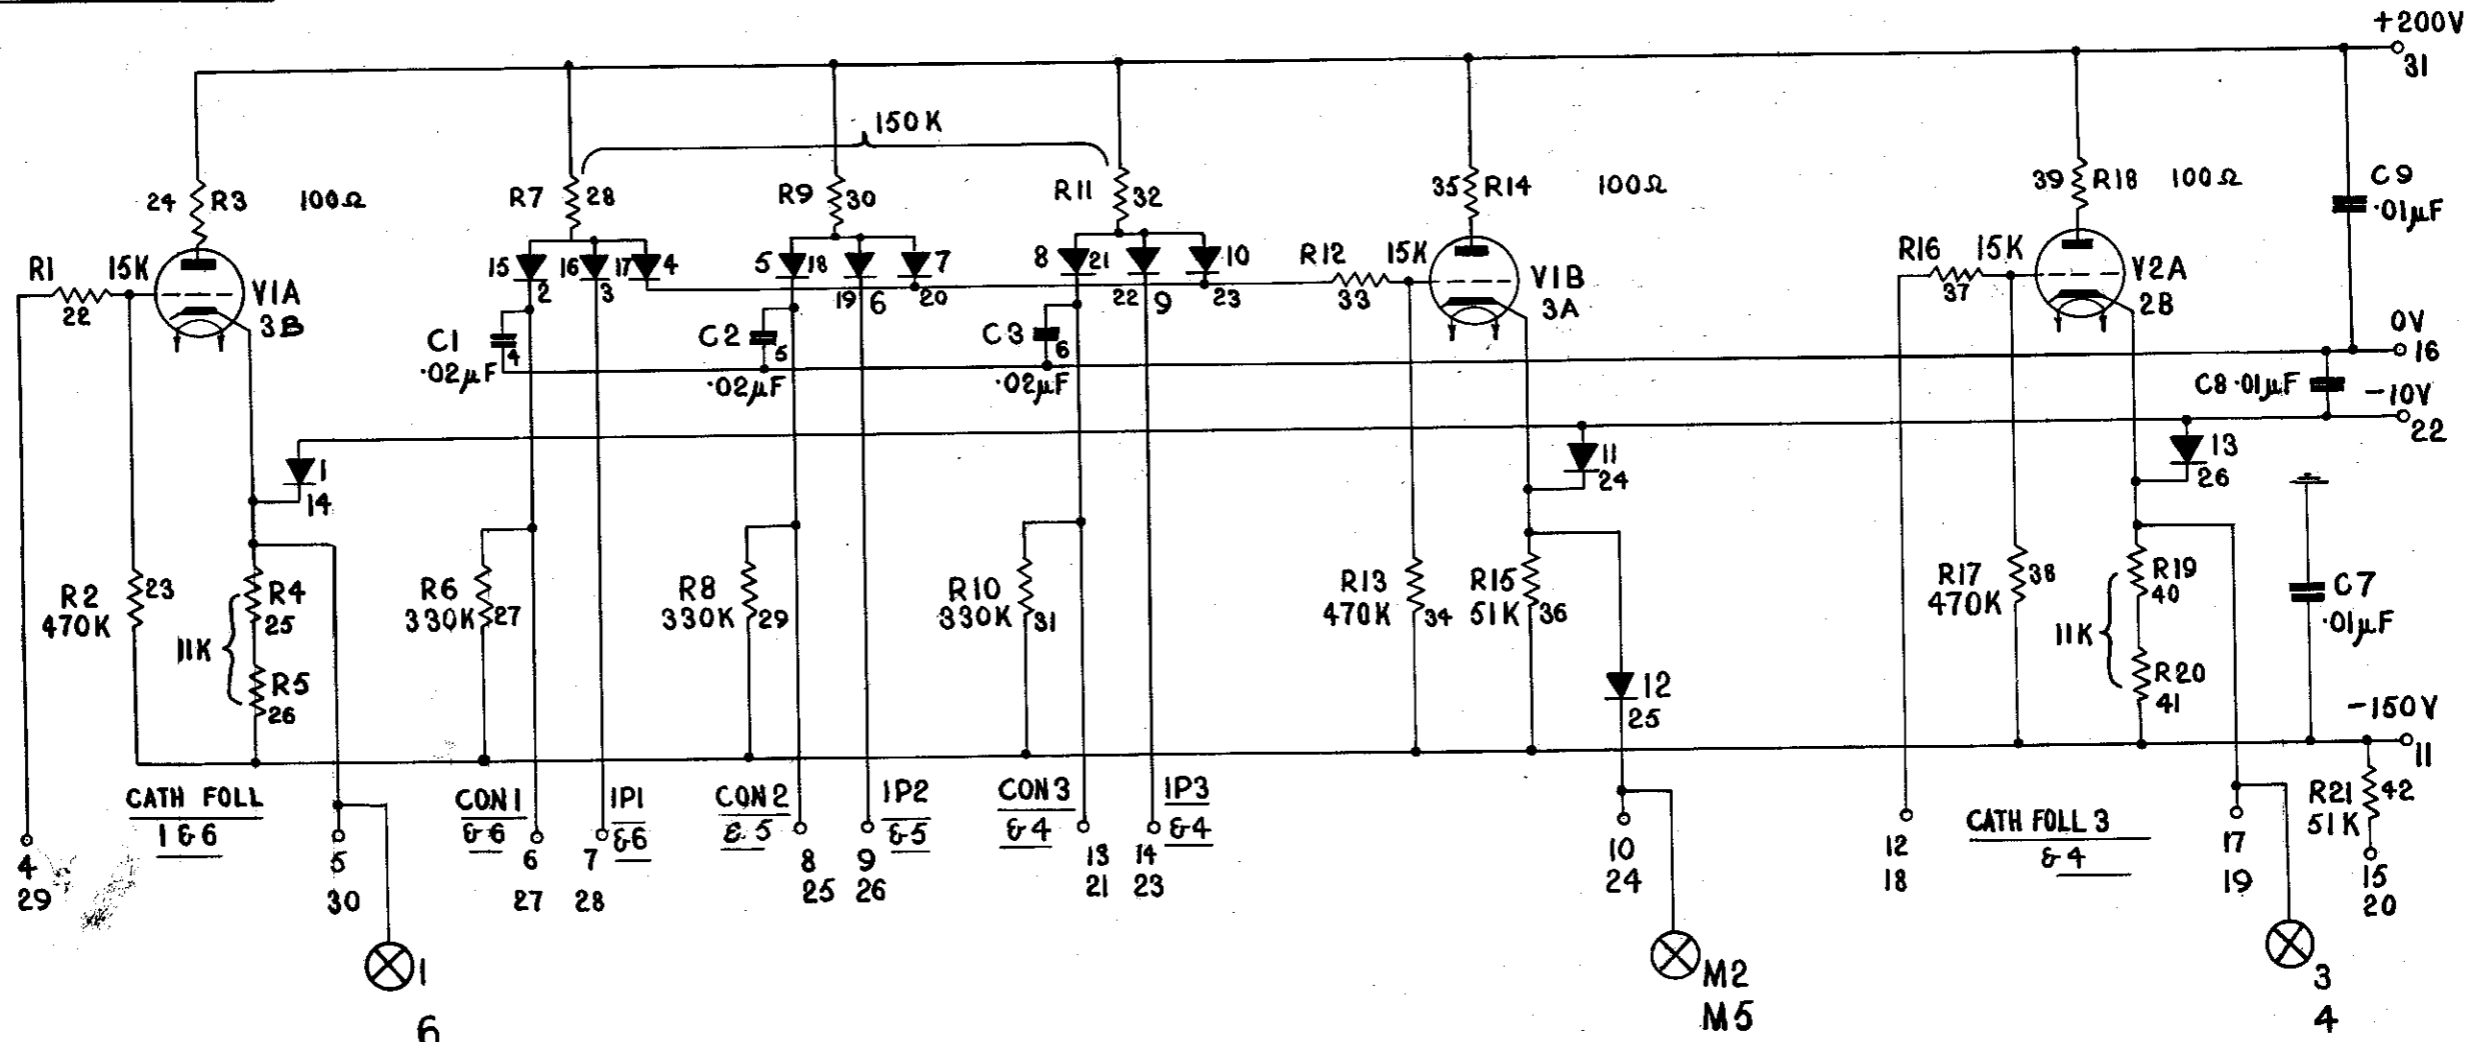 +200V
31
150K
24 R3 100Ω
R7 28
R9 30
R11 32
35 R14 100Ω
39 R18 100Ω
C9
·01µF
R1 15K
22
V1A
3B
15 2
16 3
17 4
5 18
19 6
7 20
8 21
22 9
10 23
R12 15K
33
V1B
3A
R16 15K
37
V2A
2B
C1 4
·02µF
C2 5
·02µF
C3 6
·02µF
0V
16
C8 ·01µF
-10V
22
1
14
11
24
13
26
R2 23
470K
R4
25
11K
R5
26
R6
330K 27
R8
330K 29
R10
330K 31
R13
470K 34
R15
51K 36
R17 38
470K
R19
40
11K
R20
41
C7
·01µF
12
25
-150V
11
R21 42
51K
CATH FOLL
1 & 6
CON1
& 6
IP1
& 6
CON2
& 5
IP2
& 5
CON3
& 4
IP3
& 4
CATH FOLL 3
& 4
4
29
5
30
6
27
7
28
8
25
9
26
13
21
14
23
10
24
12
18
17
19
15
20
1
6
M2
M5
3
4